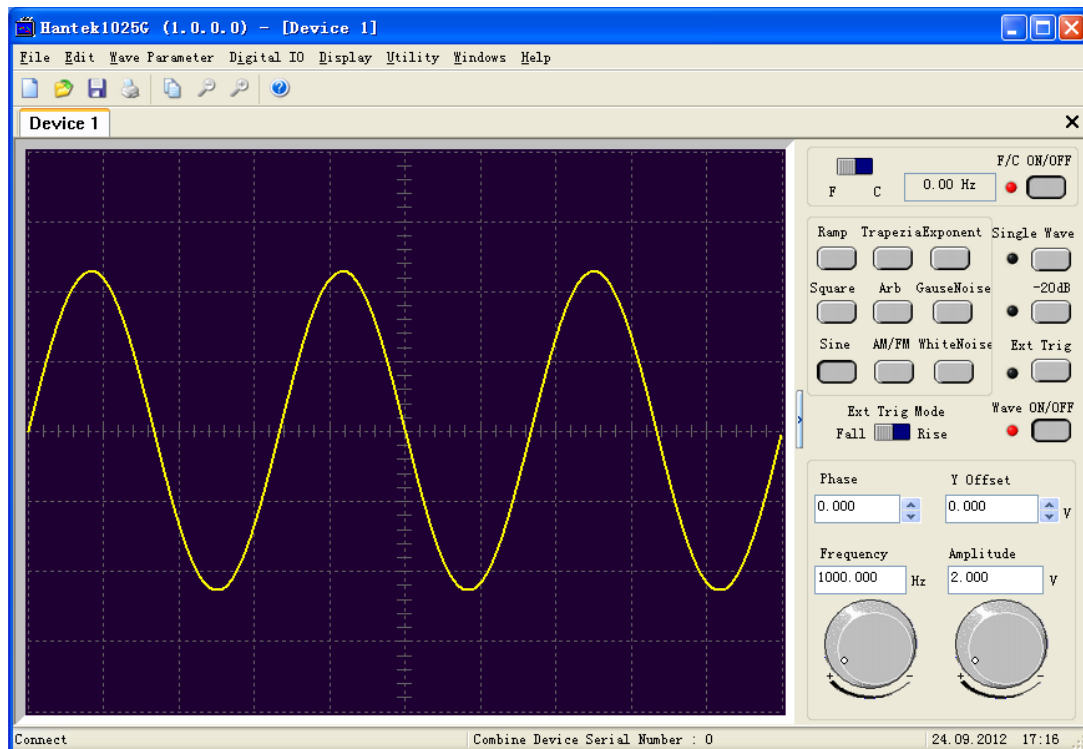 Hantek1025G (1.0.0.0) - [Device 1]
File Edit Wave Parameter Digital IO Display Utility Windows Help
Device 1
F/C ON/OFF
F C
0.00 Hz
Ramp Trapezia Exponent
Single Wave
Square Arb GauseNoise
-20dB
Sine AM/FM WhiteNoise
Ext Trig
Ext Trig Mode
Wave ON/OFF
Fall Rise
Phase Y Offset
0.000 0.000 V
Frequency Amplitude
1000.000 Hz 2.000 V
+ - + -
Connect Combine Device Serial Number : 0 24.09.2012 17:16